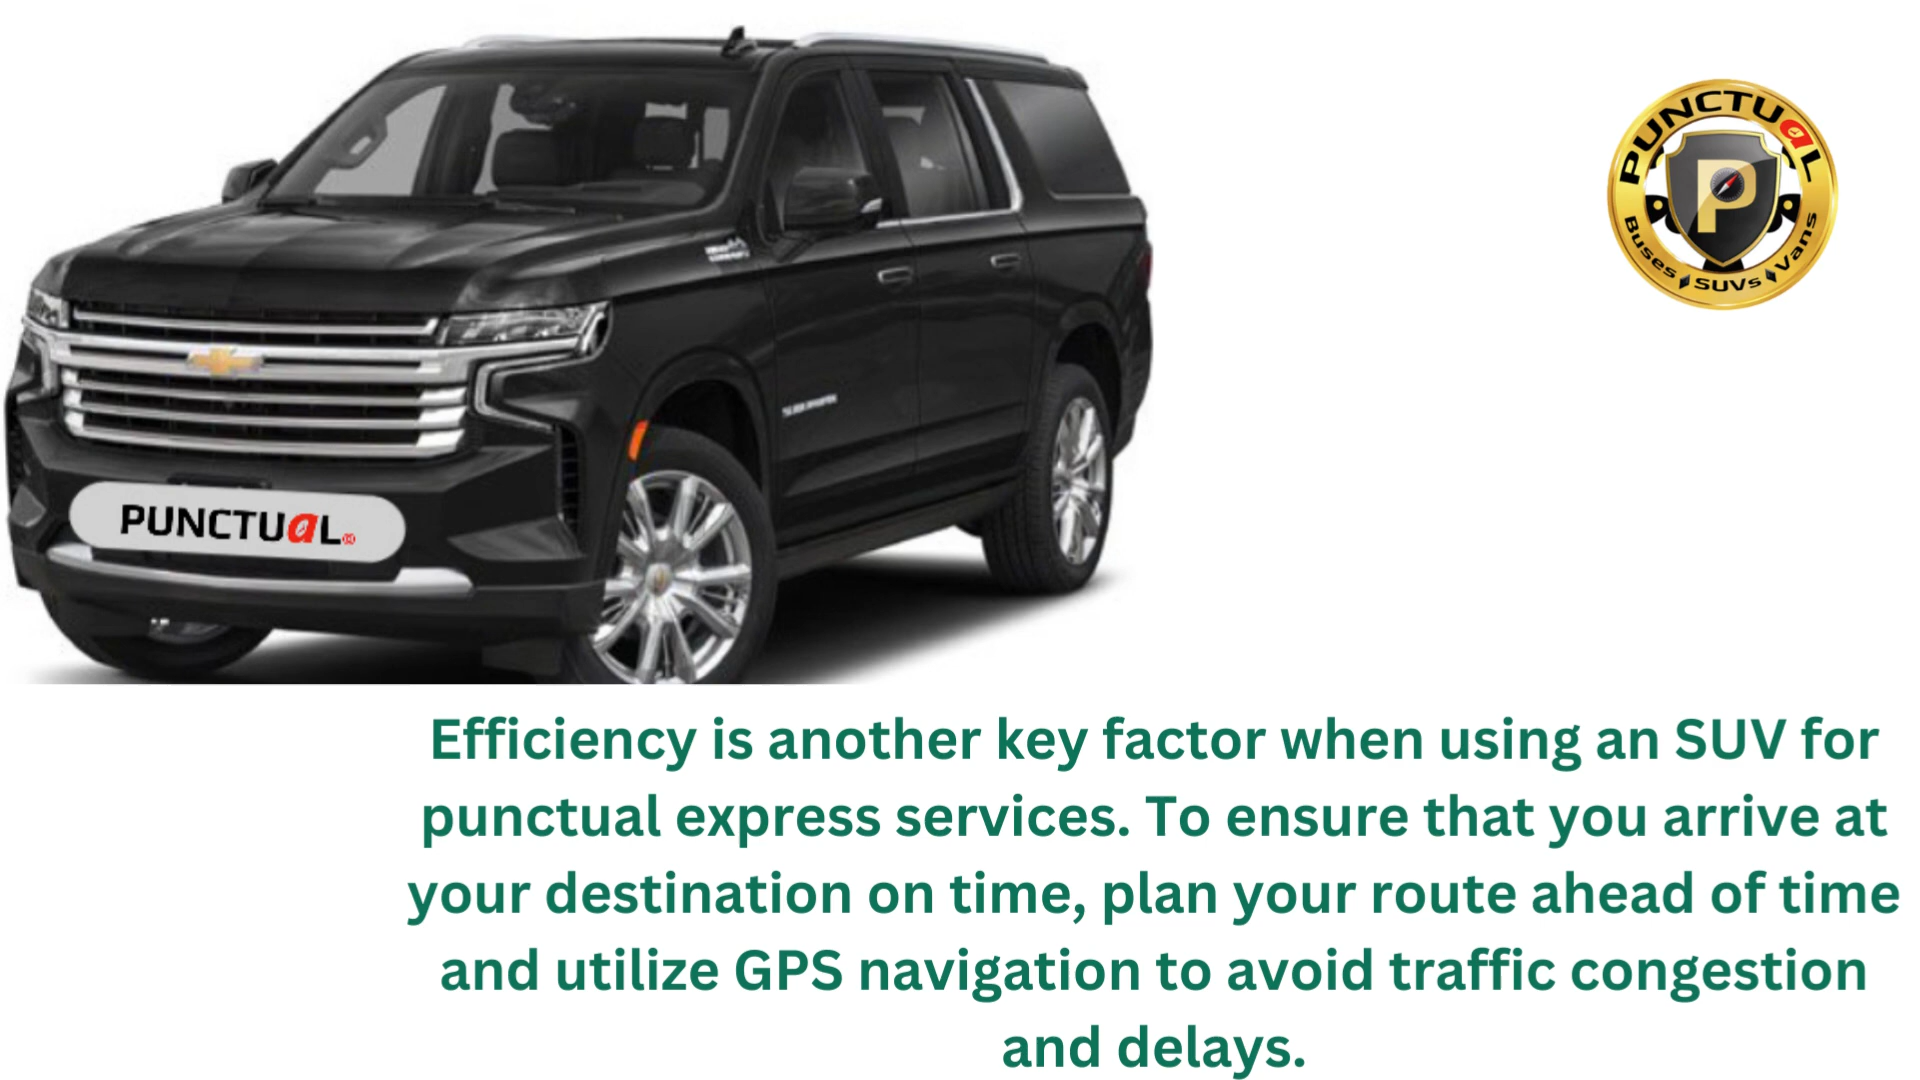 PUNCTUaL
Buses SUVs Vans
P
SUBURBAN
PUNCTUaL
Efficiency is another key factor when using an SUV for
punctual express services. To ensure that you arrive at
your destination on time, plan your route ahead of time
and utilize GPS navigation to avoid traffic congestion
and delays.